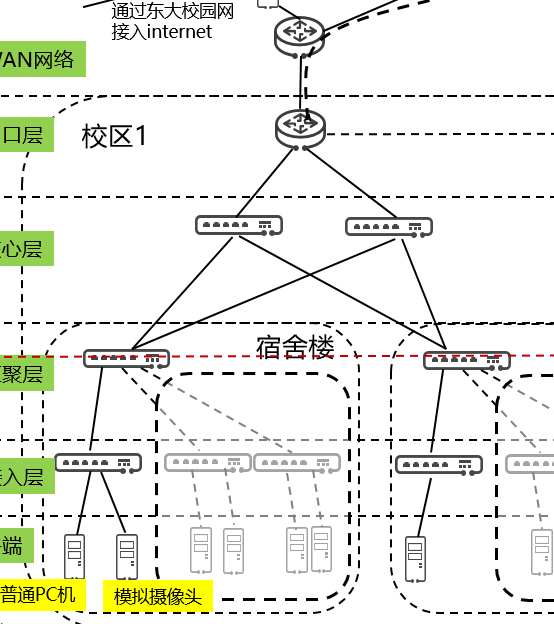 通过东大校园网
接入internet
WAN网络
口层
校区1
心层
宿舍楼
聚层
接入层
端
普通PC机
模拟摄像头